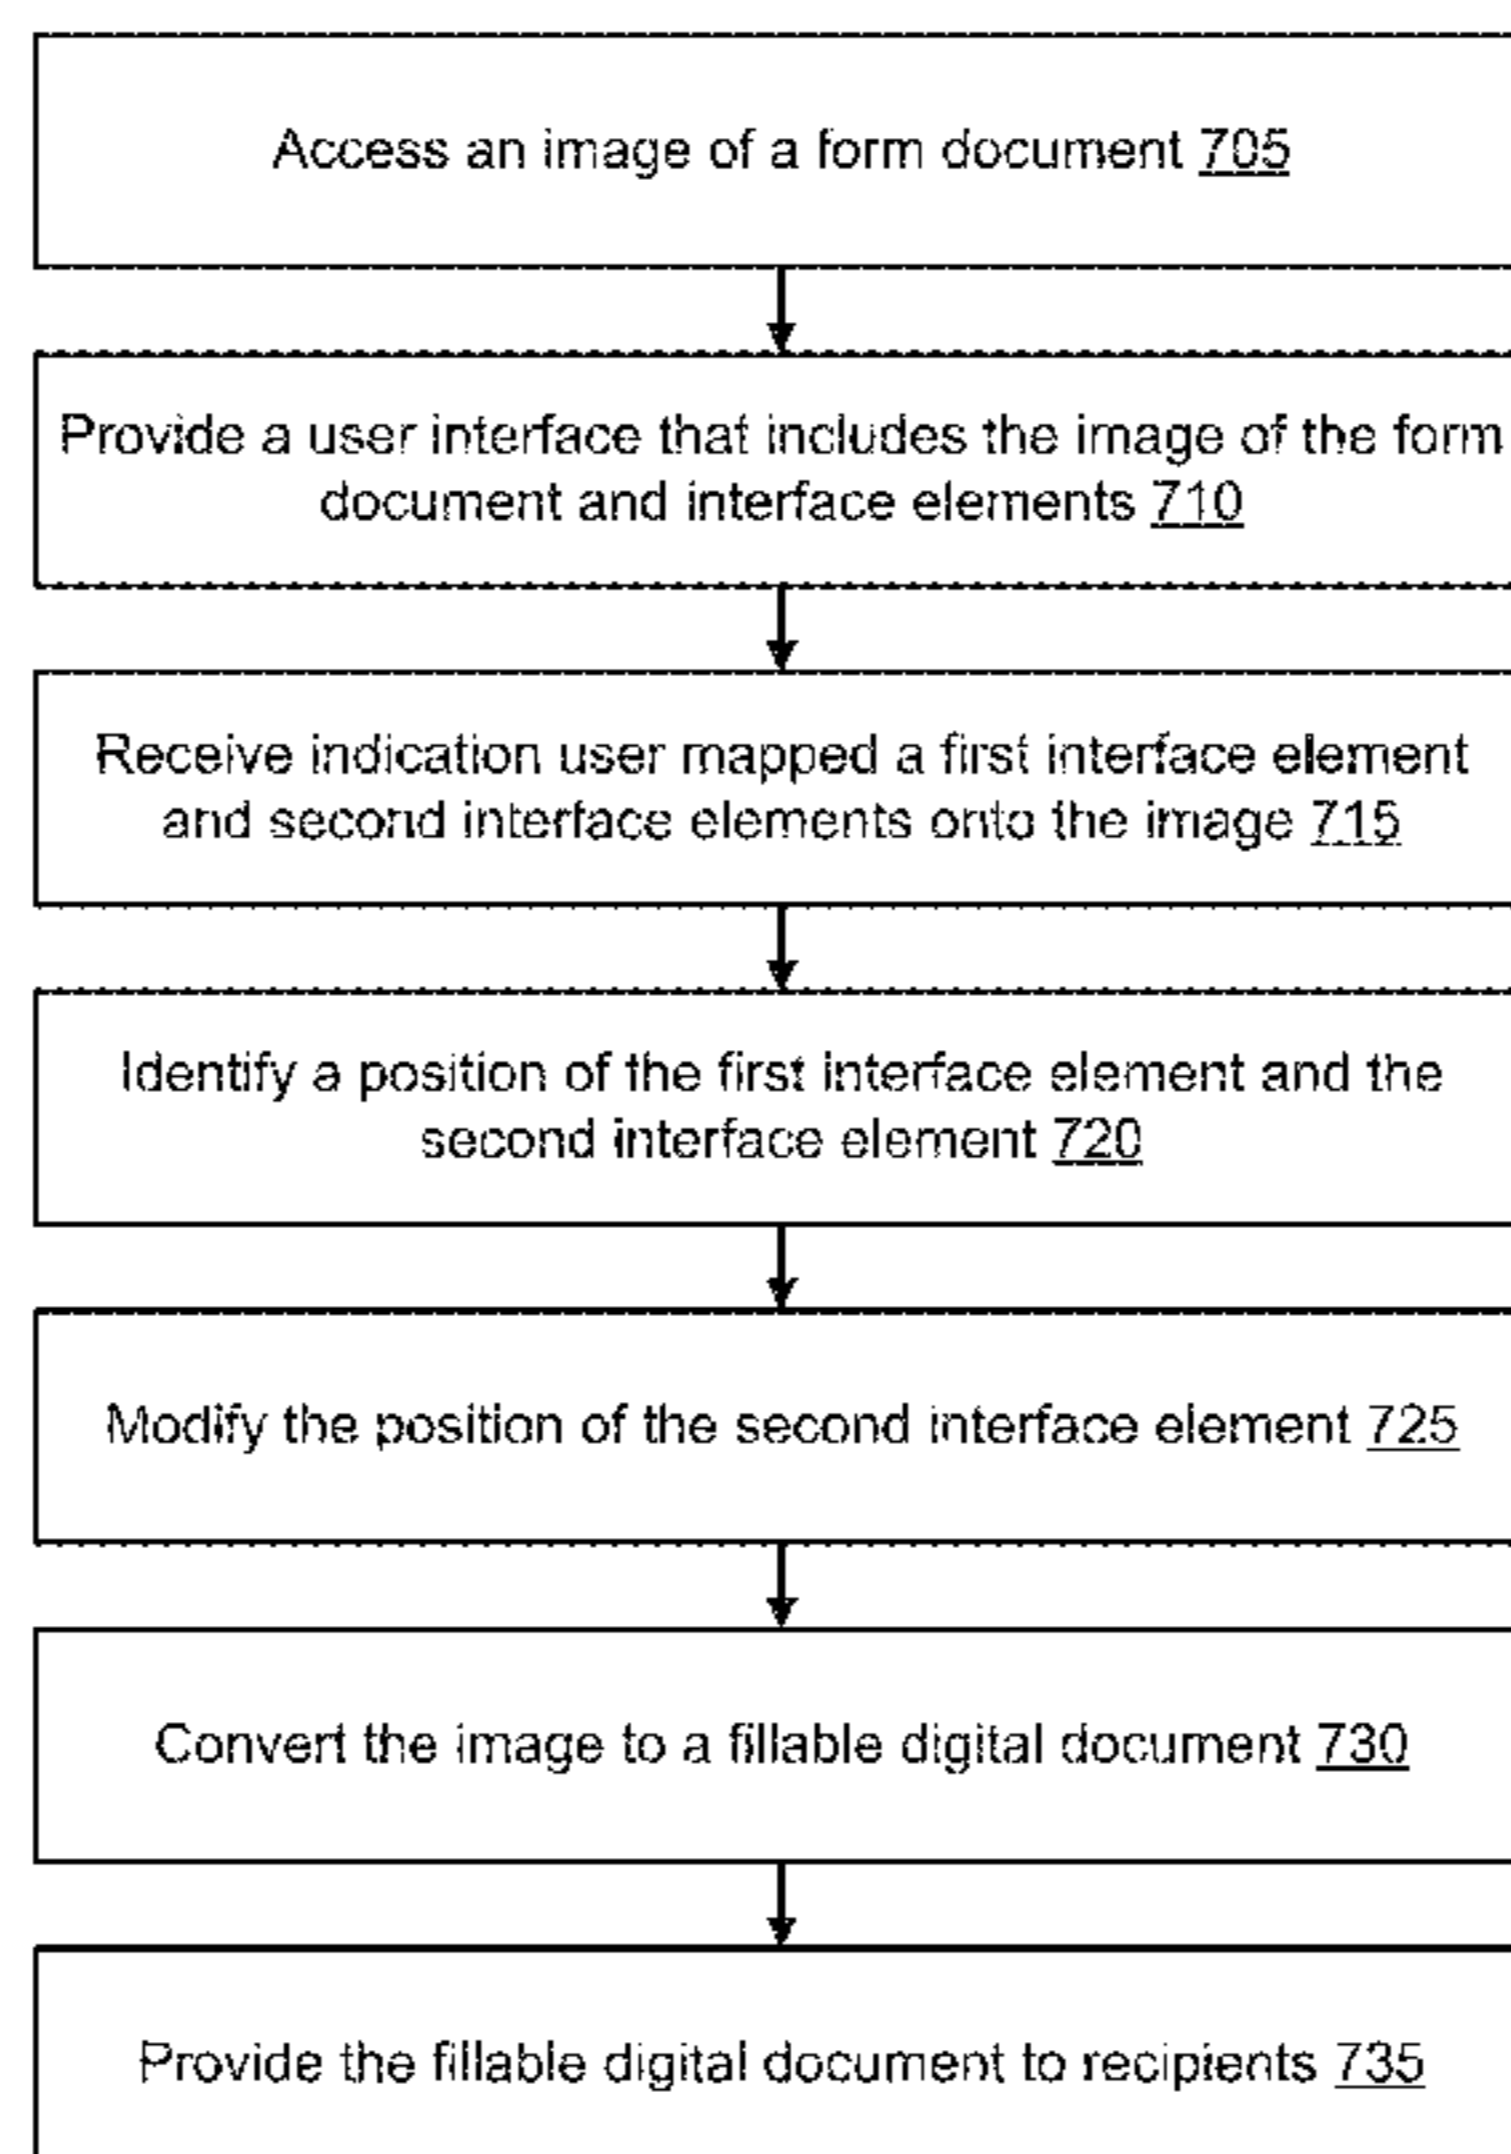 Access an image of a form document 705
Provide a user interface that includes the image of the form
document and interface elements 710
Receive indication user mapped a first interface element
and second interface elements onto the image 715
Identify a position of the first interface element and the
second interface element 720
Modify the position of the second interface element 725
Convert the image to a fillable digital document 730
Provide the fillable digital document to recipients 735